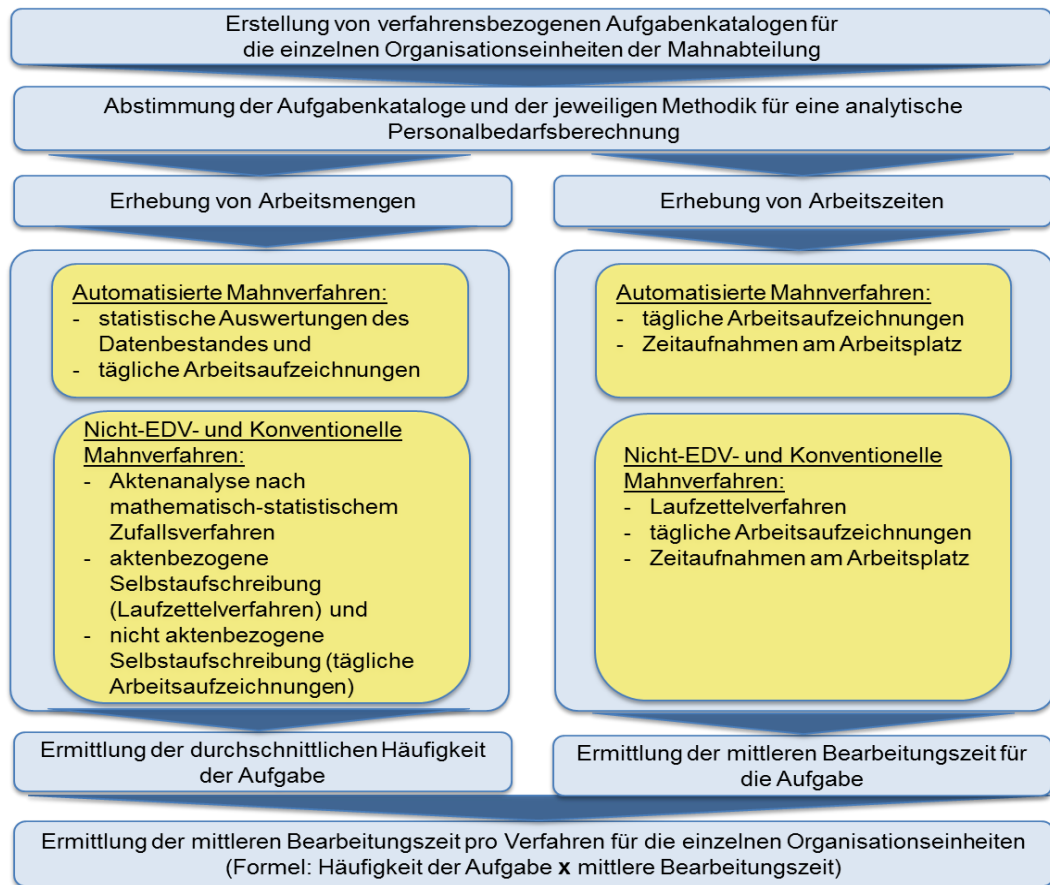 Erstellung von verfahrensbezogenen Aufgabenkatalogen für
die einzelnen Organisationseinheiten der Mahnabteilung
Abstimmung der Aufgabenkataloge und der jeweiligen Methodik für eine analytische
Personalbedarfsberechnung
Erhebung von Arbeitsmengen
Automatisierte Mahnverfahren:
- statistische Auswertungen des
Datenbestandes und
- tägliche Arbeitsaufzeichnungen
Nicht-EDV- und Konventionelle
Mahnverfahren:
- Aktenanalyse nach
mathematisch-statistischem
Zufallsverfahren
- aktenbezogene
Selbstaufschreibung
(Laufzettelverfahren) und
- nicht aktenbezogene
Selbstaufschreibung (tägliche
Arbeitsaufzeichnungen)
Ermittlung der durchschnittlichen Häufigkeit
der Aufgabe
Erhebung von Arbeitszeiten
Automatisierte Mahnverfahren:
- tägliche Arbeitsaufzeichnungen
- Zeitaufnahmen am Arbeitsplatz
Nicht-EDV- und Konventionelle
Mahnverfahren:
- Laufzettelverfahren
- tägliche Arbeitsaufzeichnungen
- Zeitaufnahmen am Arbeitsplatz
Ermittlung der mittleren Bearbeitungszeit für
die Aufgabe
Ermittlung der mittleren Bearbeitungszeit pro Verfahren für die einzelnen Organisationseinheiten
(Formel: Häufigkeit der Aufgabe x mittlere Bearbeitungszeit)